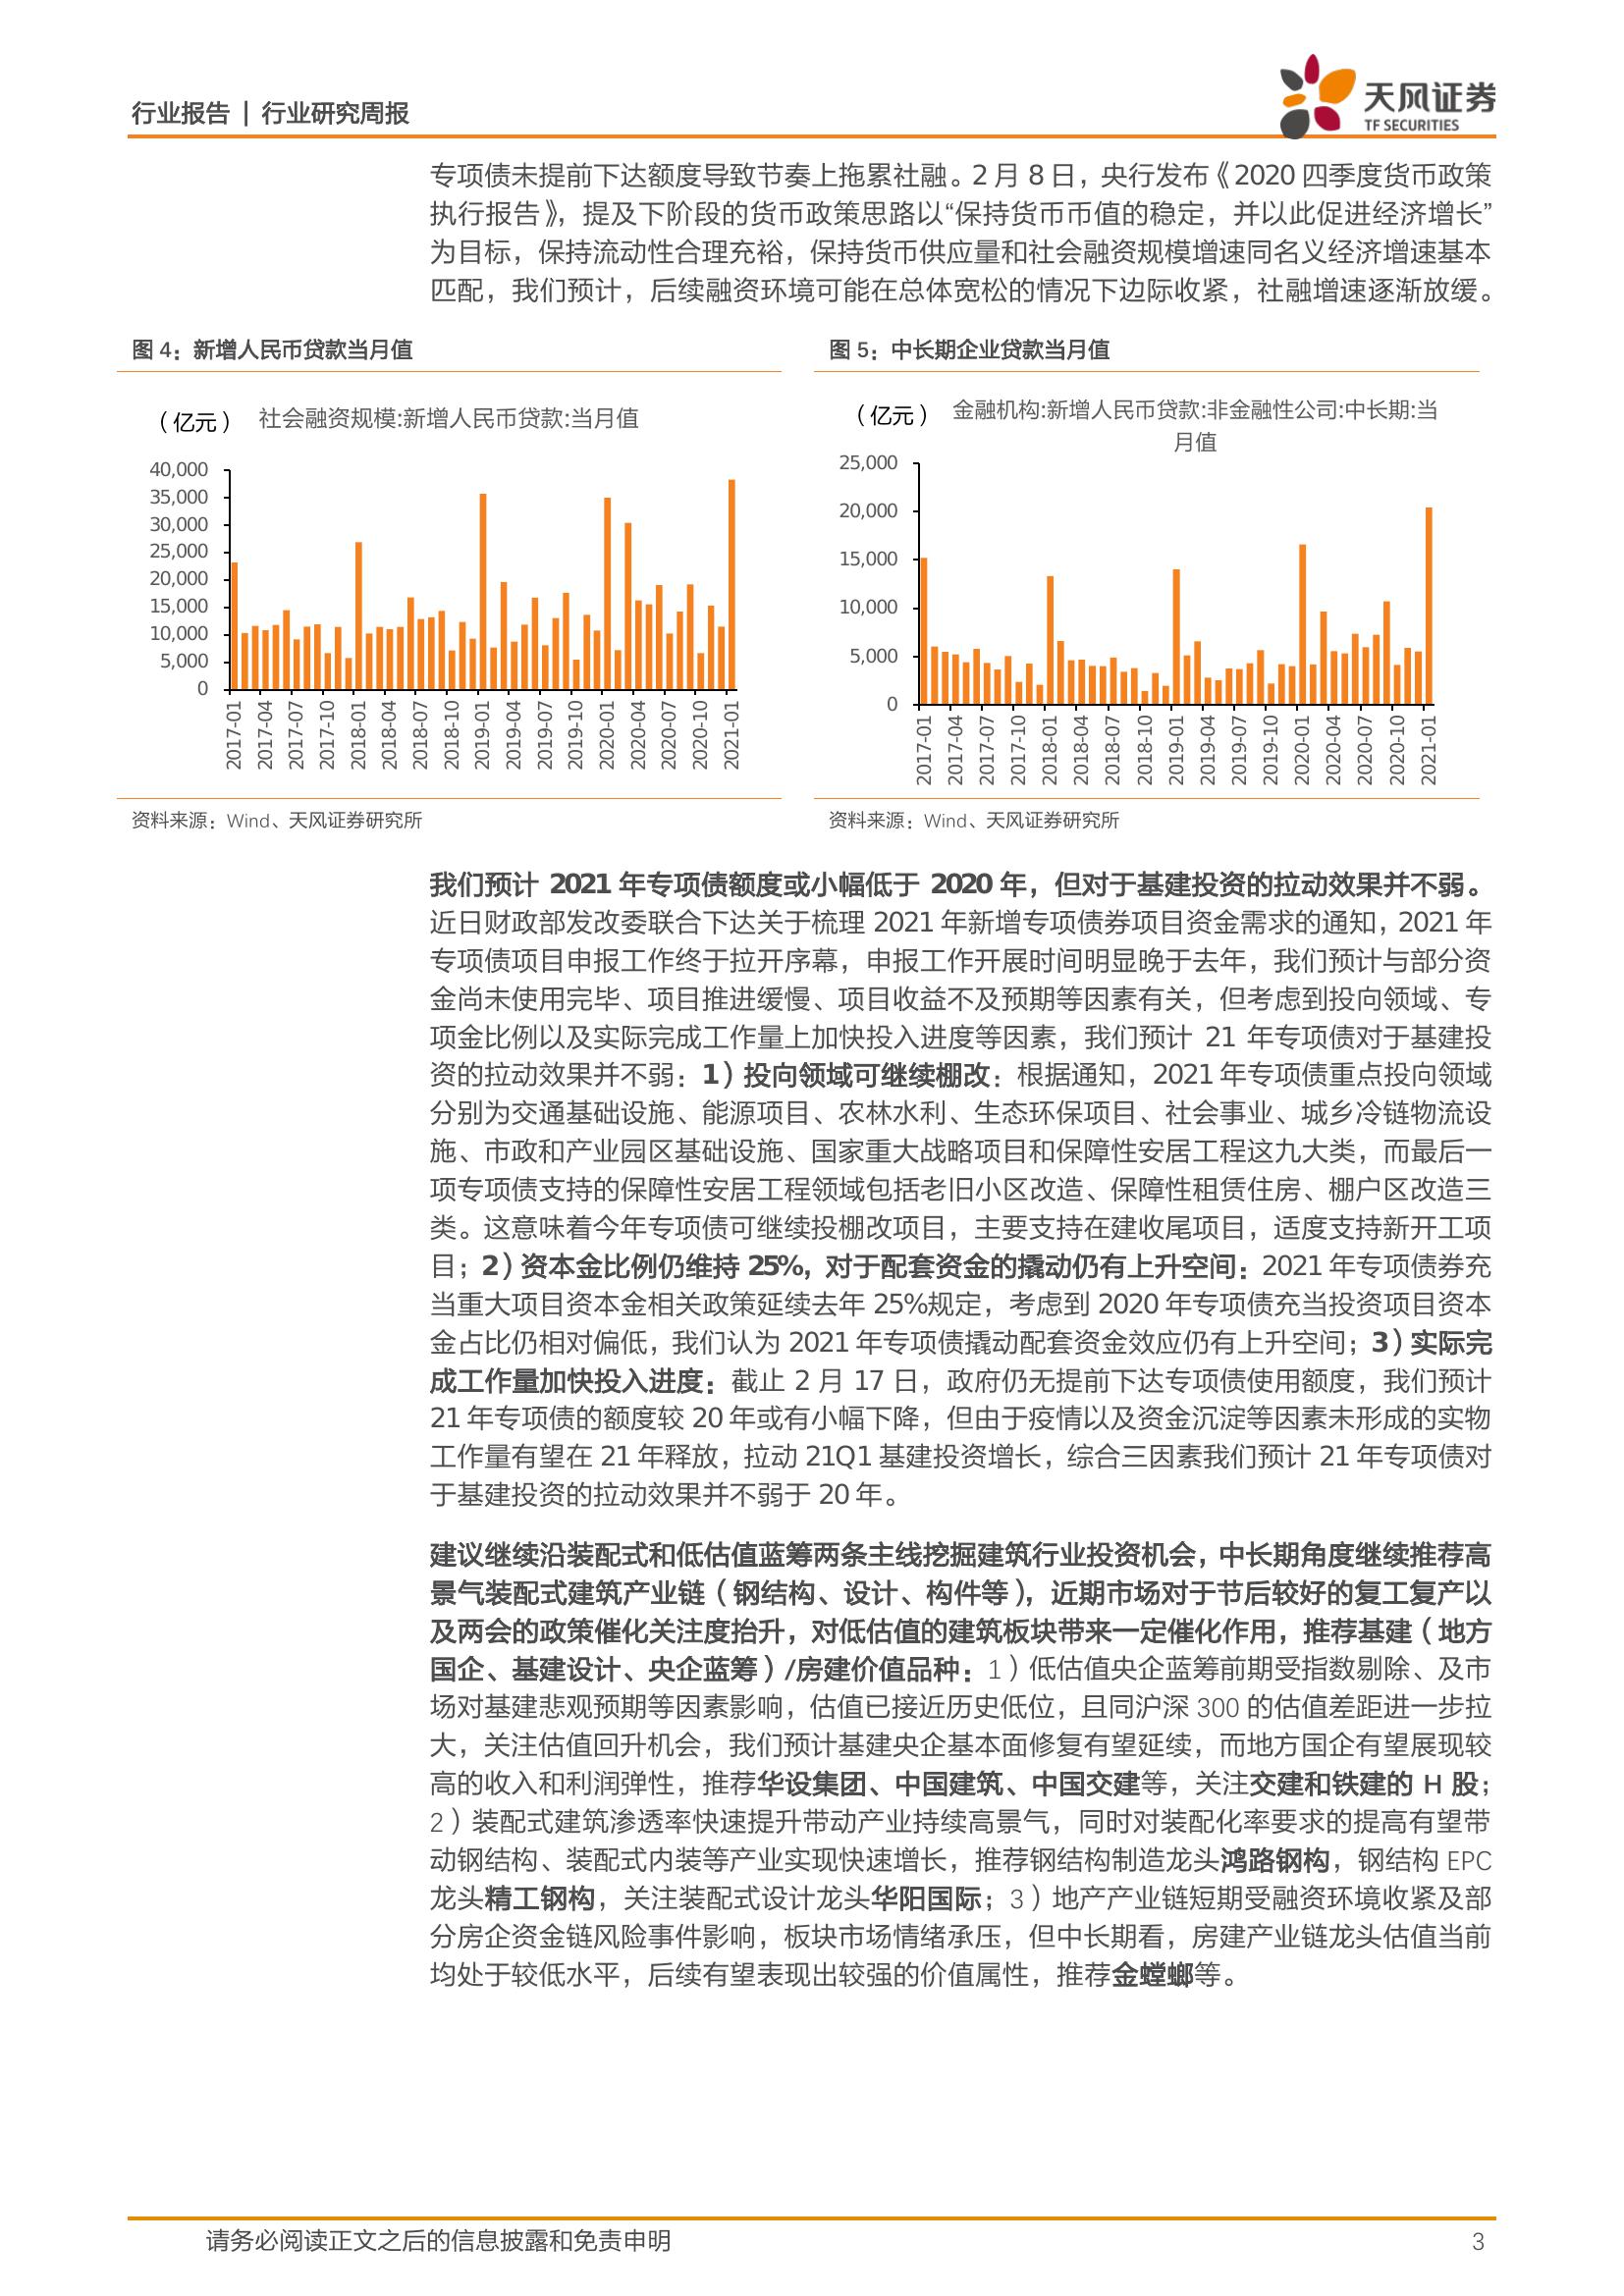 行业报告 | 行业研究周报
天风证券
TF SECURITIES
专项债未提前下达额度导致节奏上拖累社融。2 月 8 日，央行发布《2020 四季度货币政策
执行报告》，提及下阶段的货币政策思路以“保持货币币值的稳定，并以此促进经济增长”
为目标，保持流动性合理充裕，保持货币供应量和社会融资规模增速同名义经济增速基本
匹配，我们预计，后续融资环境可能在总体宽松的情况下边际收紧，社融增速逐渐放缓。
图 4：新增人民币贷款当月值
（亿元） 社会融资规模:新增人民币贷款:当月值
40,000
35,000
30,000
25,000
20,000
15,000
10,000
5,000
0
2017-01 2017-04 2017-07 2017-10 2018-01 2018-04 2018-07 2018-10 2019-01 2019-04 2019-07 2019-10 2020-01 2020-04 2020-07 2020-10 2021-01
资料来源：Wind、天风证券研究所
图 5：中长期企业贷款当月值
（亿元） 金融机构:新增人民币贷款:非金融性公司:中长期:当
月值
25,000
20,000
15,000
10,000
5,000
0
2017-01 2017-04 2017-07 2017-10 2018-01 2018-04 2018-07 2018-10 2019-01 2019-04 2019-07 2019-10 2020-01 2020-04 2020-07 2020-10 2021-01
资料来源：Wind、天风证券研究所
我们预计 2021 年专项债额度或小幅低于 2020 年，但对于基建投资的拉动效果并不弱。
近日财政部发改委联合下达关于梳理 2021 年新增专项债券项目资金需求的通知，2021 年
专项债项目申报工作终于拉开序幕，申报工作开展时间明显晚于去年，我们预计与部分资
金尚未使用完毕、项目推进缓慢、项目收益不及预期等因素有关，但考虑到投向领域、专
项金比例以及实际完成工作量上加快投入进度等因素，我们预计 21 年专项债对于基建投
资的拉动效果并不弱：1）投向领域可继续棚改：根据通知，2021 年专项债重点投向领域
分别为交通基础设施、能源项目、农林水利、生态环保项目、社会事业、城乡冷链物流设
施、市政和产业园区基础设施、国家重大战略项目和保障性安居工程这九大类，而最后一
项专项债支持的保障性安居工程领域包括老旧小区改造、保障性租赁住房、棚户区改造三
类。这意味着今年专项债可继续投棚改项目，主要支持在建收尾项目，适度支持新开工项
目；2）资本金比例仍维持 25%，对于配套资金的撬动仍有上升空间：2021 年专项债券充
当重大项目资本金相关政策延续去年 25%规定，考虑到 2020 年专项债充当投资项目资本
金占比仍相对偏低，我们认为 2021 年专项债撬动配套资金效应仍有上升空间；3）实际完
成工作量加快投入进度：截止 2 月 17 日，政府仍无提前下达专项债使用额度，我们预计
21 年专项债的额度较 20 年或有小幅下降，但由于疫情以及资金沉淀等因素未形成的实物
工作量有望在 21 年释放，拉动 21Q1 基建投资增长，综合三因素我们预计 21 年专项债对
于基建投资的拉动效果并不弱于 20 年。
建议继续沿装配式和低估值蓝筹两条主线挖掘建筑行业投资机会，中长期角度继续推荐高
景气装配式建筑产业链（钢结构、设计、构件等），近期市场对于节后较好的复工复产以
及两会的政策催化关注度抬升，对低估值的建筑板块带来一定催化作用，推荐基建（地方
国企、基建设计、央企蓝筹）/房建价值品种：1）低估值央企蓝筹前期受指数剔除、及市
场对基建悲观预期等因素影响，估值已接近历史低位，且同沪深 300 的估值差距进一步拉
大，关注估值回升机会，我们预计基建央企基本面修复有望延续，而地方国企有望展现较
高的收入和利润弹性，推荐华设集团、中国建筑、中国交建等，关注交建和铁建的 H 股；
2）装配式建筑渗透率快速提升带动产业持续高景气，同时对装配化率要求的提高有望带
动钢结构、装配式内装等产业实现快速增长，推荐钢结构制造龙头鸿路钢构，钢结构 EPC
龙头精工钢构，关注装配式设计龙头华阳国际；3）地产产业链短期受融资环境收紧及部
分房企资金链风险事件影响，板块市场情绪承压，但中长期看，房建产业链龙头估值当前
均处于较低水平，后续有望表现出较强的价值属性，推荐金螳螂等。
请务必阅读正文之后的信息披露和免责申明
3